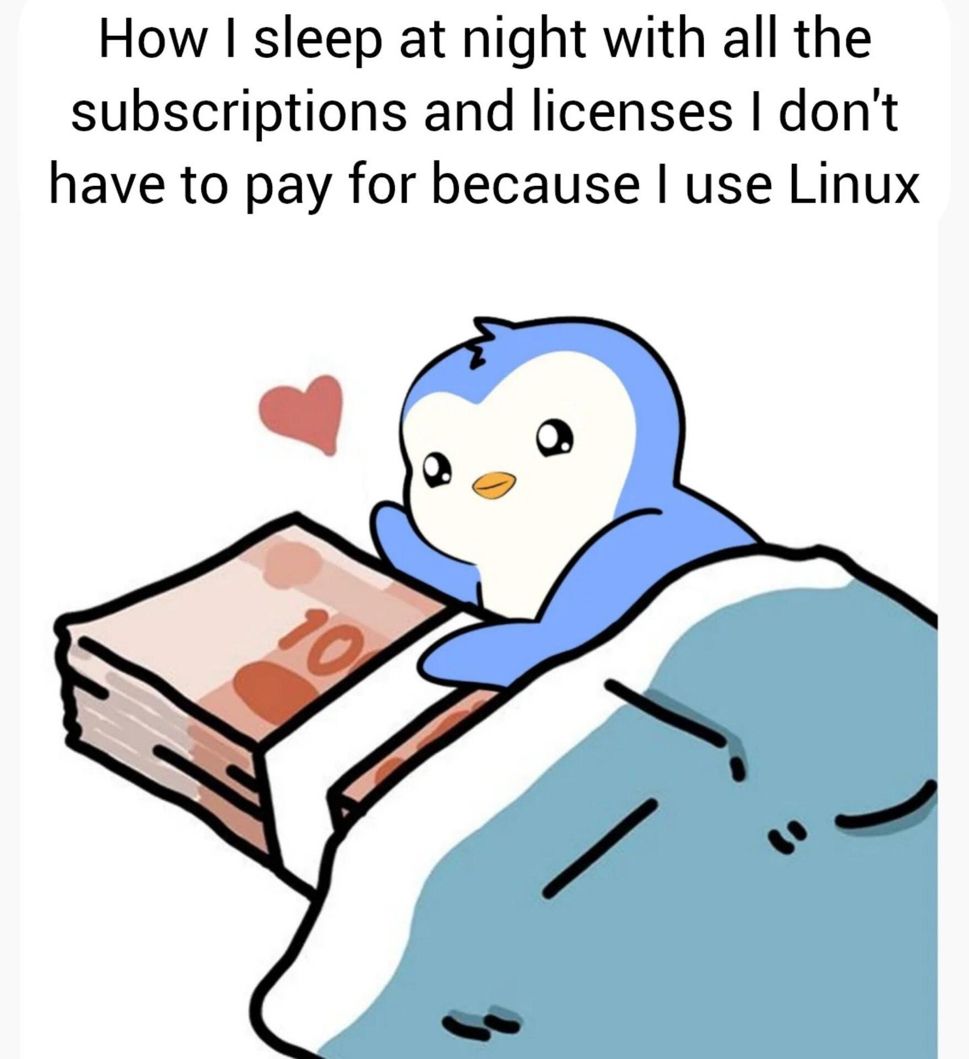 How I sleep at night with all the
subscriptions and licenses I don't
have to pay for because I use Linux
10